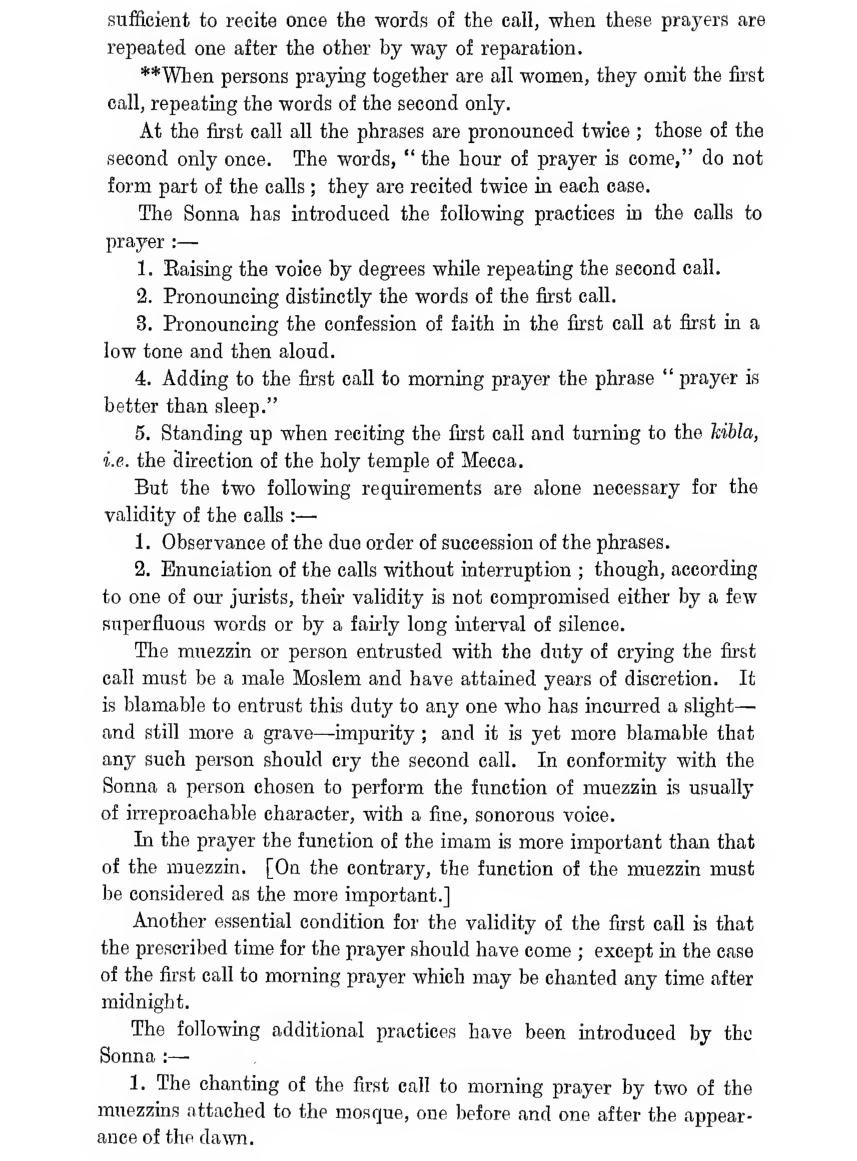 sufficient to recite once the words of the call, when these prayers are
repeated one after the other by way of reparation.
**When persons praying together are all women, they omit the first
call, repeating the words of the second only.
At the first call all the phrases are pronounced twice ; those of the
second only once. The words, “ the hour of prayer is come,” do not
form part of the calls ; they are recited twice in each case.
The Sonna has introduced the following practices in the calls to
prayer :—
1. Raising the voice by degrees while repeating the second call.
2. Pronouncing distinctly the words of the first call.
3. Pronouncing the confession of faith in the first call at first in a
low tone and then aloud.
4. Adding to the first call to morning prayer the phrase “ prayer is
better than sleep.”
5. Standing up when reciting the first call and turning to the kibla,
i.e. the direction of the holy temple of Mecca.
But the two following requirements are alone necessary for the
validity of the calls :—
1. Observance of the due order of succession of the phrases.
2. Enunciation of the calls without interruption ; though, according
to one of our jurists, their validity is not compromised either by a few
superfluous words or by a fairly long interval of silence.
The muezzin or person entrusted with the duty of crying the first
call must be a male Moslem and have attained years of discretion. It
is blamable to entrust this duty to any one who has incurred a slight—
and still more a grave—impurity ; and it is yet more blamable that
any such person should cry the second call. In conformity with the
Sonna a person chosen to perform the function of muezzin is usually
of irreproachable character, with a fine, sonorous voice.
In the prayer the function of the imam is more important than that
of the muezzin. [On the contrary, the function of the muezzin must
be considered as the more important.]
Another essential condition for the validity of the first call is that
the prescribed time for the prayer should have come ; except in the case
of the first call to morning prayer which may be chanted any time after
midnight.
The following additional practices have been introduced by the
Sonna :—
1. The chanting of the first call to morning prayer by two of the
muezzins attached to the mosque, one before and one after the appear-
ance of the dawn.